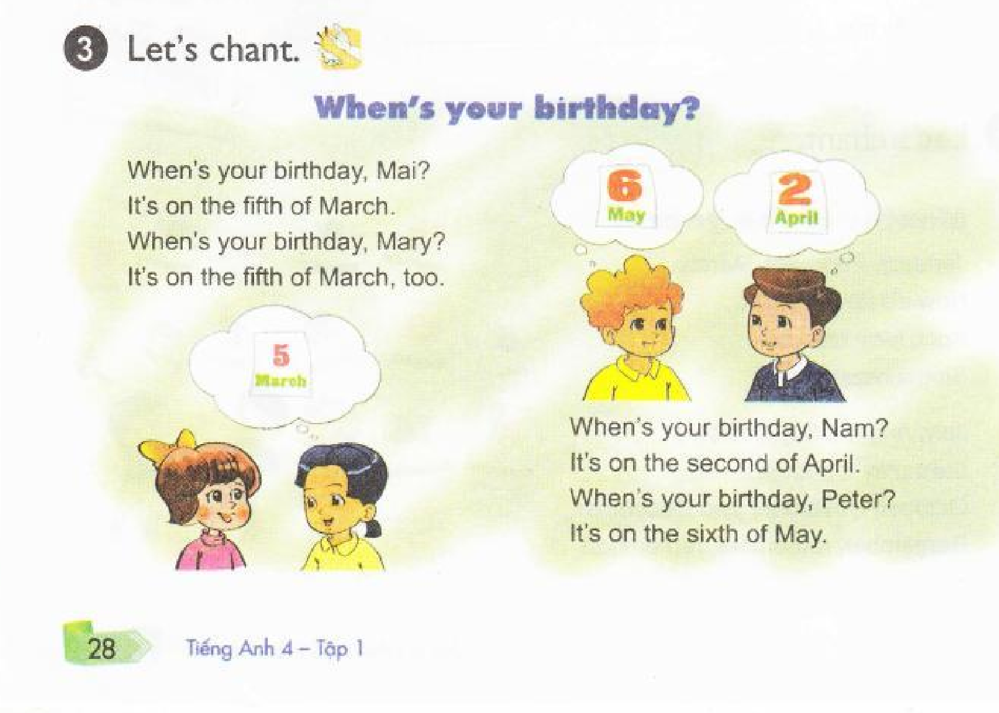 3 Let's chant.
When's your birthday?
When's your birthday, Mai?
It's on the fifth of March.
When's your birthday, Mary?
It's on the fifth of March, too.
5
March
6
May
2
April
When's your birthday, Nam?
It's on the second of April.
When's your birthday, Peter?
It's on the sixth of May.
28 Tiếng Anh 4 – Tập 1